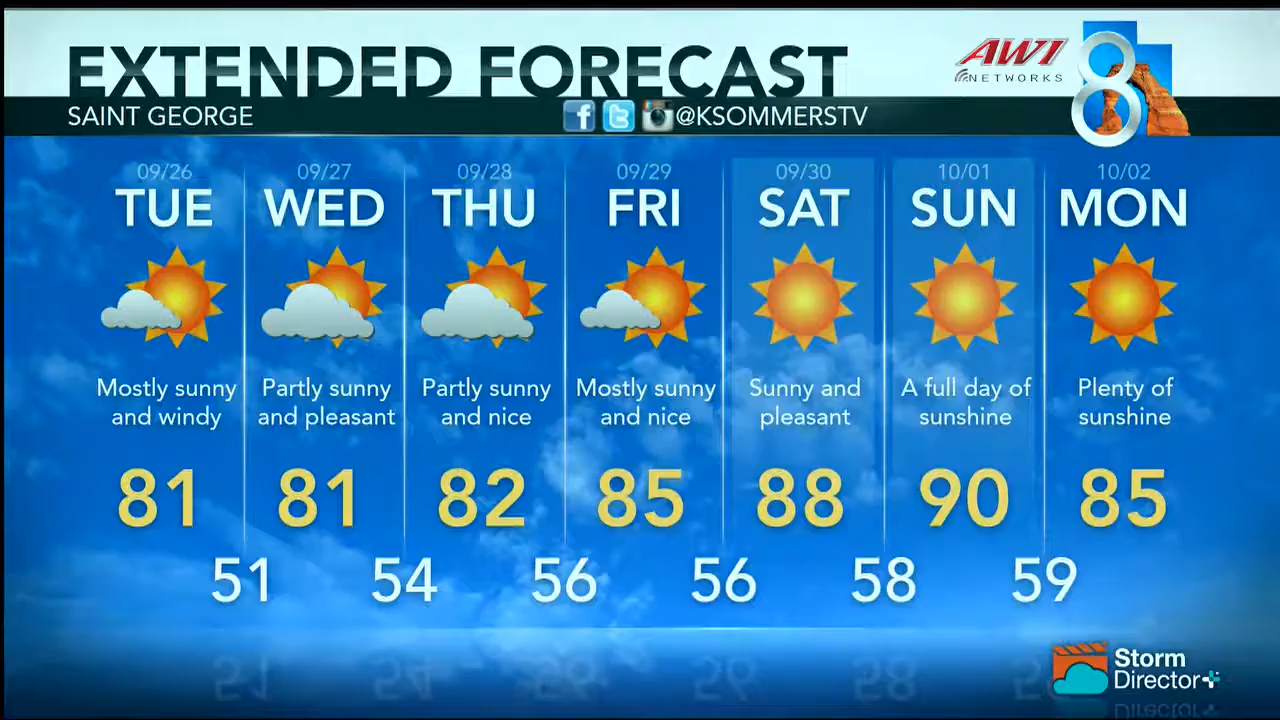 EXTENDED FORECAST
AWI
NETWORKS
8
SAINT GEORGE
f t @KSOMMERSTV
09/26 09/27 09/28 09/29 09/30 10/01 10/02
TUE WED THU FRI SAT SUN MON
Mostly sunny Partly sunny Partly sunny Mostly sunny Sunny and A full day of Plenty of
and windy and pleasant and nice and nice pleasant sunshine sunshine
81 81 82 85 88 90 85
51 54 56 56 58 59
Storm
Director+